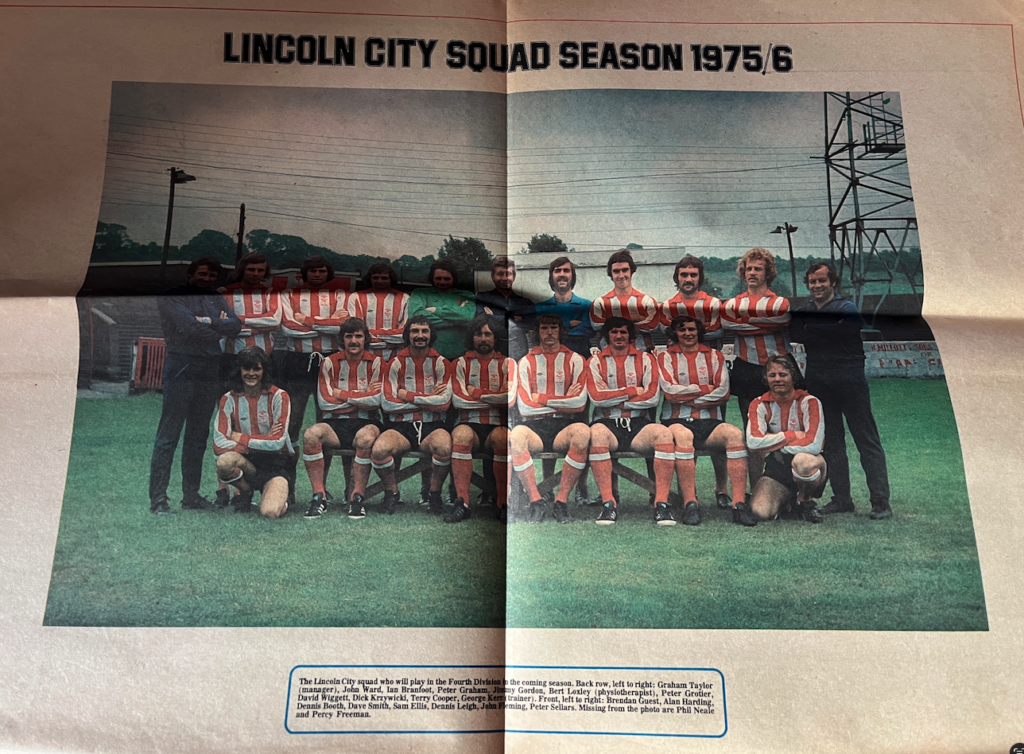 LINCOLN CITY SQUAD SEASON 1975/6
The Lincoln City squad who will play in the Fourth Division in the coming season. Back row, left to right: Graham Taylor
(manager), John Ward, Ian Branfoot, Peter Graham, Jimmy Gordon, Bert Loxley (physiotherapist), Peter Grotier,
David Wiggett, Dick Krzywicki, Terry Cooper, George Kerr (trainer). Front, left to right: Brendan Guest, Alan Harding,
Dennis Booth, Dave Smith, Sam Ellis, Dennis Leigh, John Fleming, Peter Sellars. Missing from the photo are Phil Neale
and Percy Freeman.